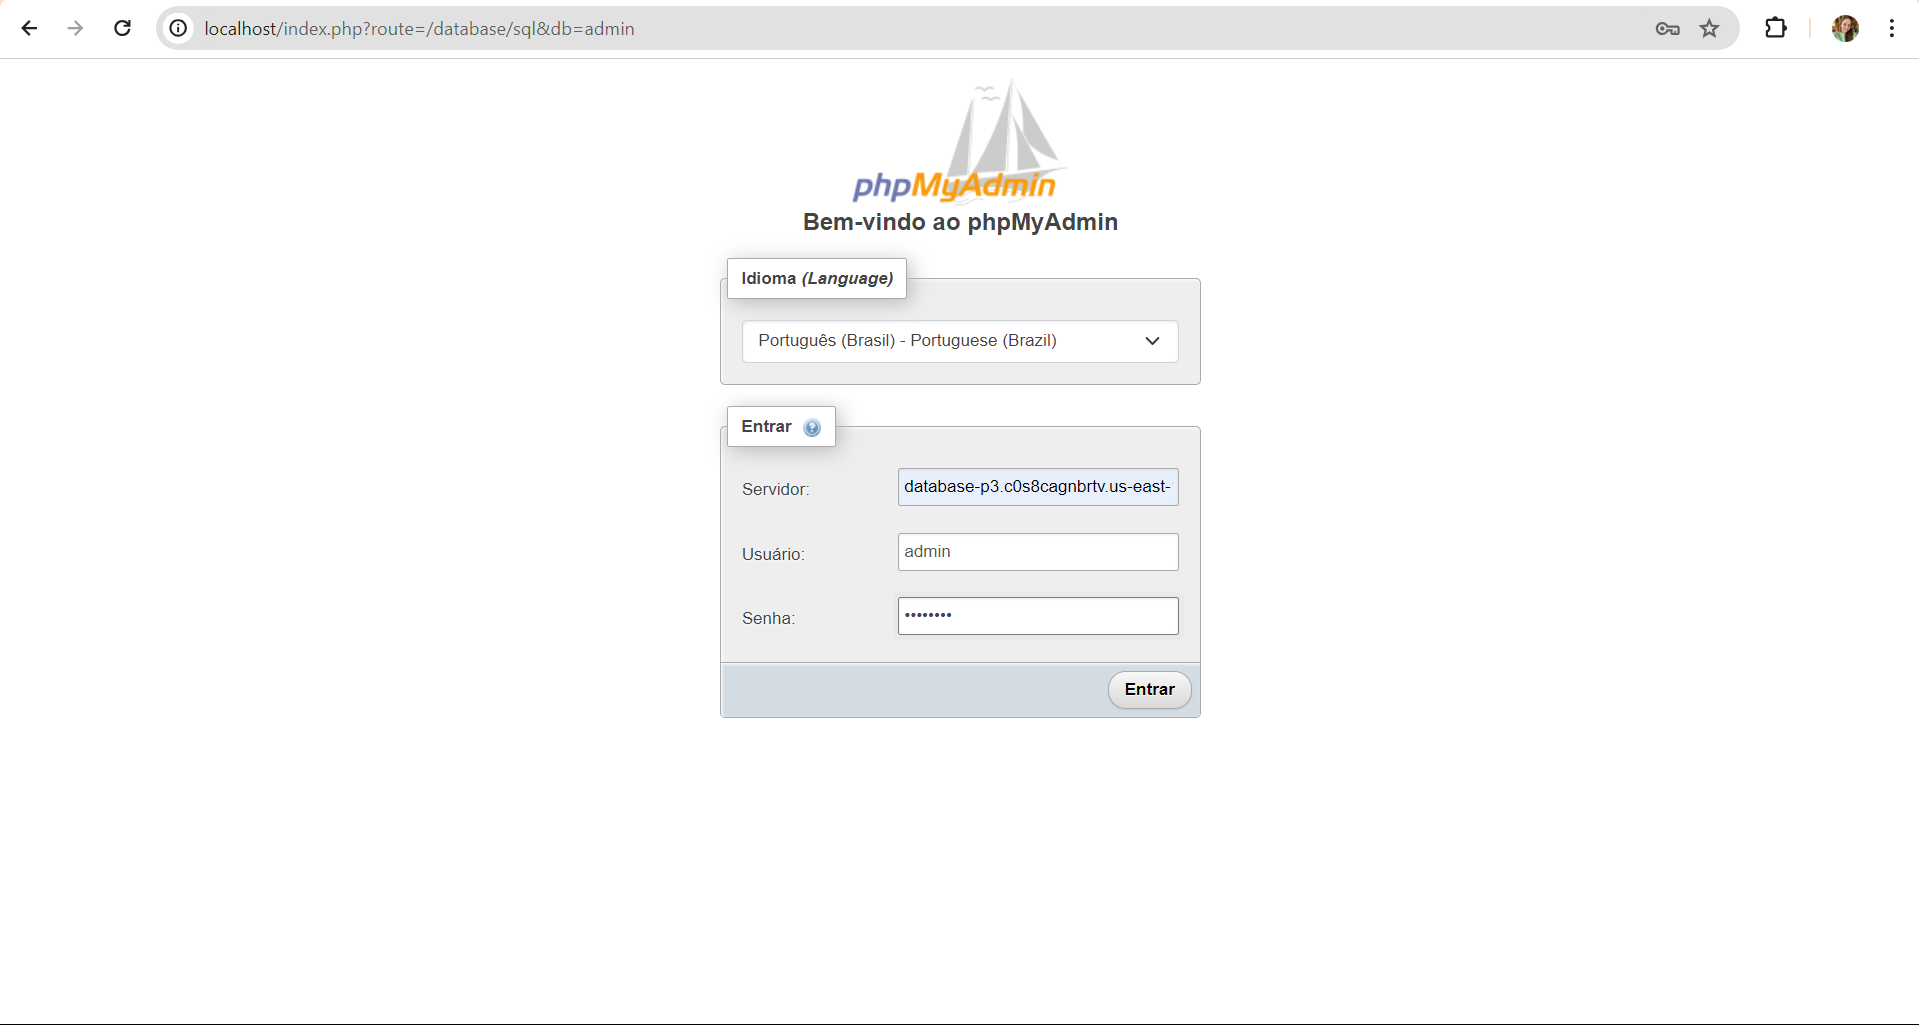 localhost/index.php?route=/database/sql&db=admin
phpMyAdmin
Bem-vindo ao phpMyAdmin
Idioma (Language)
Português (Brasil) - Portuguese (Brazil)
Entrar
Servidor: database-p3.c0s8cagnbrtv.us-east-
Usuário: admin
Senha: ••••••••
Entrar